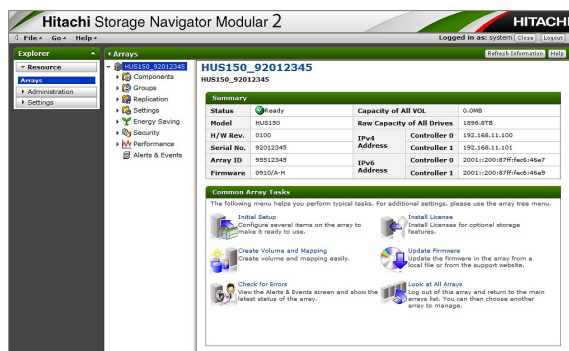 Hitachi Storage Navigator Modular 2
HITACHI
File Go Help
Logged in as: system Close Logout
Explorer
Arrays
Refresh Information Help
Resource
Arrays
Administration
Settings
HUS150_92012345
Components
Groups
Replication
Settings
Energy Saving
Security
Performance
Alerts & Events
HUS150_92012345
HUS150_92012345
Summary
Status Ready Capacity of All VOL 0.0MB
Model HUS150 Raw Capacity of All Drives 1896.8TB
H/W Rev. 0100 IPv4 Address Controller 0 192.168.11.100
Serial No. 92012345 Controller 1 192.168.11.101
Array ID 95512345 IPv6 Address Controller 0 2001::200:87ff:fec6:46e7
Firmware 0910/A-H Controller 1 2001::200:87ff:fec6:46e9
Common Array Tasks
The following menu helps you perform typical tasks. For additional settings, please use the array tree menu.
Initial Setup
Configure several items on the array to
make it ready to use.
Install License
Install Licenses for optional storage
features.
Create Volume and Mapping
Create volume and mapping easily.
Update Firmware
Update the firmware in the array from a
local file or from the support website.
Check for Errors
View the Alerts & Events screen and show the
latest status of the array.
Look at All Arrays
Log out of this array and return to the main
arrays list. You can then choose another
array to manage.